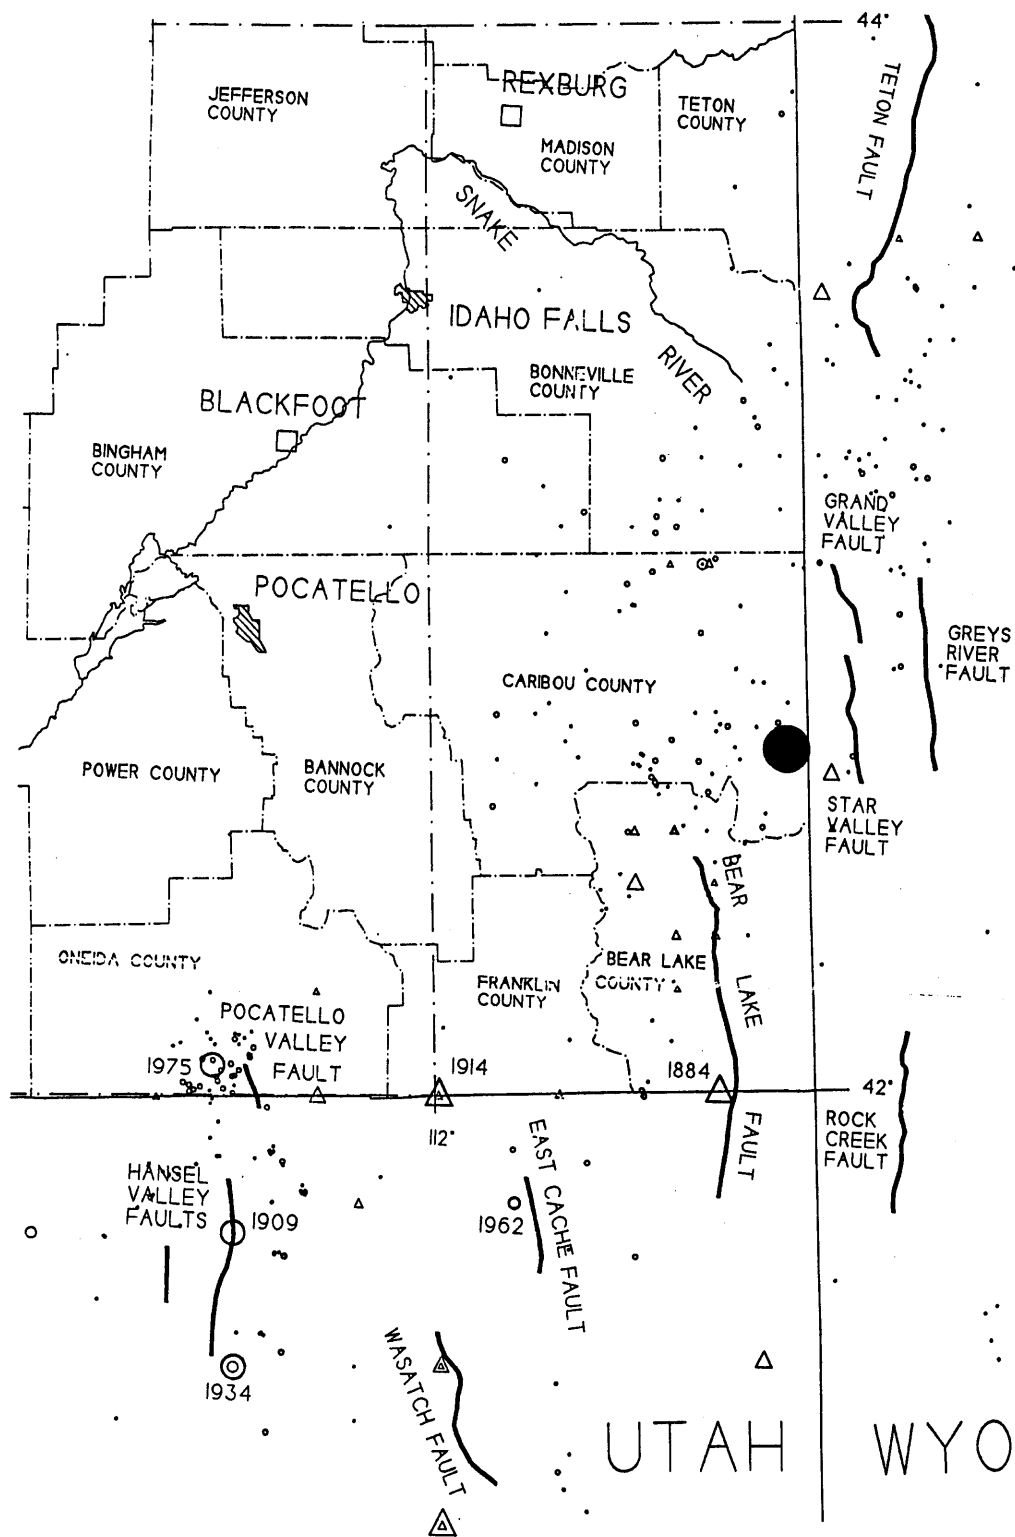 44°
TETON FAULT
REXBURG
JEFFERSON
COUNTY
TETON
COUNTY
MADISON
COUNTY
SNAKE
IDAHO FALLS
RIVER
BONNEVILLE
COUNTY
BLACKFOOT
BINGHAM
COUNTY
GRAND
VALLEY
FAULT
POCATELLO
GREYS
RIVER
FAULT
CARIBOU COUNTY
POWER COUNTY
BANNOCK
COUNTY
STAR
VALLEY
FAULT
BEAR
LAKE
FAULT
ONEIDA COUNTY
BEAR LAKE
COUNTY
FRANKLIN
COUNTY
POCATELLO
VALLEY
FAULT
1975
1914
1884
42°
112°
ROCK
CREEK
FAULT
EAST CACHE FAULT
HANSEL
VALLEY
FAULTS
1909
1962
1934
WASATCH FAULT
UTAH
WYO